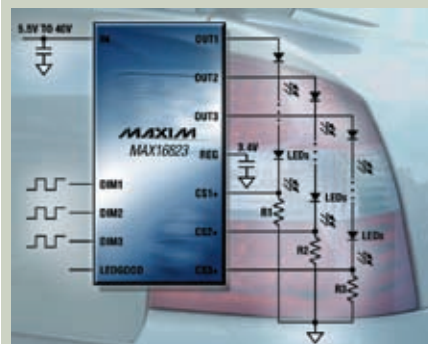 5.5V TO 40V
IN
OUT1
OUT2
OUT3
MAXIM
MAX16823
REG
3.4V
LEDs
DIM1
CS1+
R1
LEDs
DIM2
CS2+
R2
LEDs
DIM3
LEDGOOD
CS3+
R3